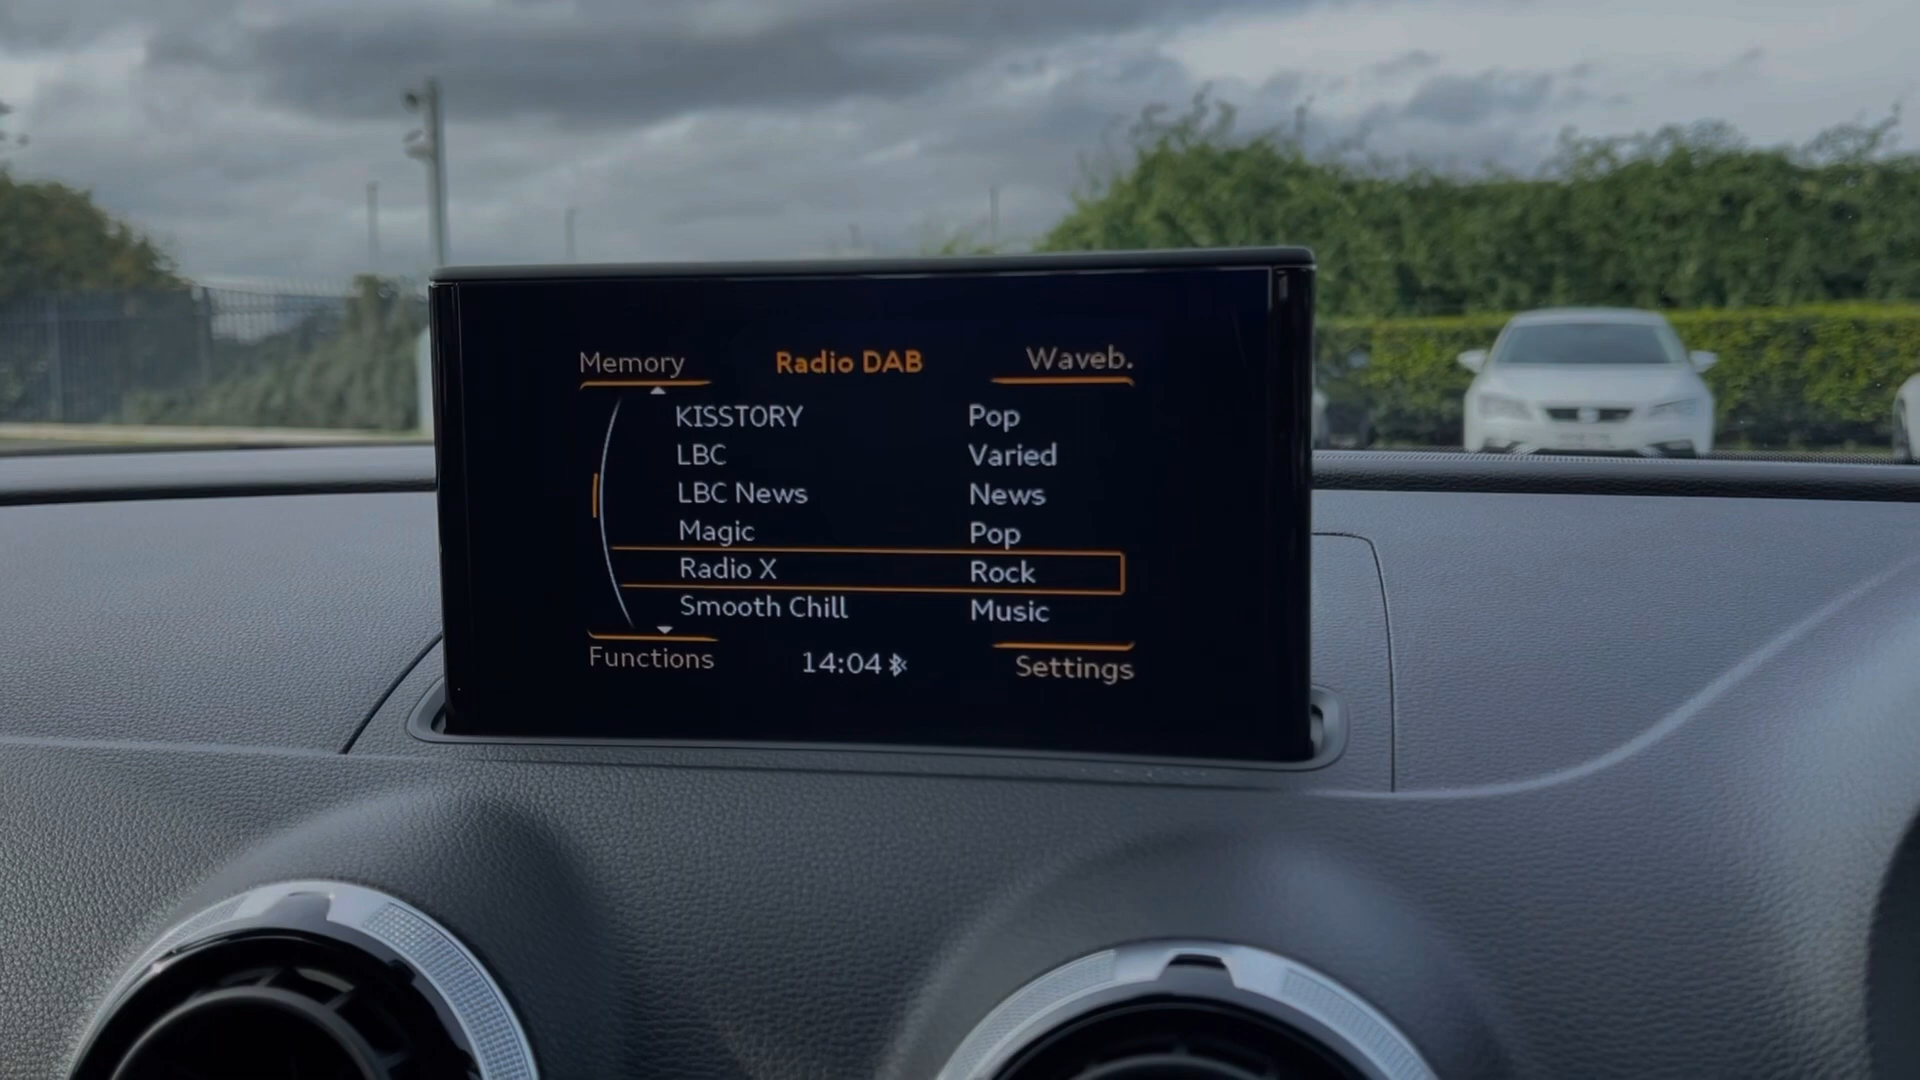 Memory Radio DAB Waveb.
KISSTORY Pop
LBC Varied
LBC News News
Magic Pop
Radio X Rock
Smooth Chill Music
Functions 14:04 Settings